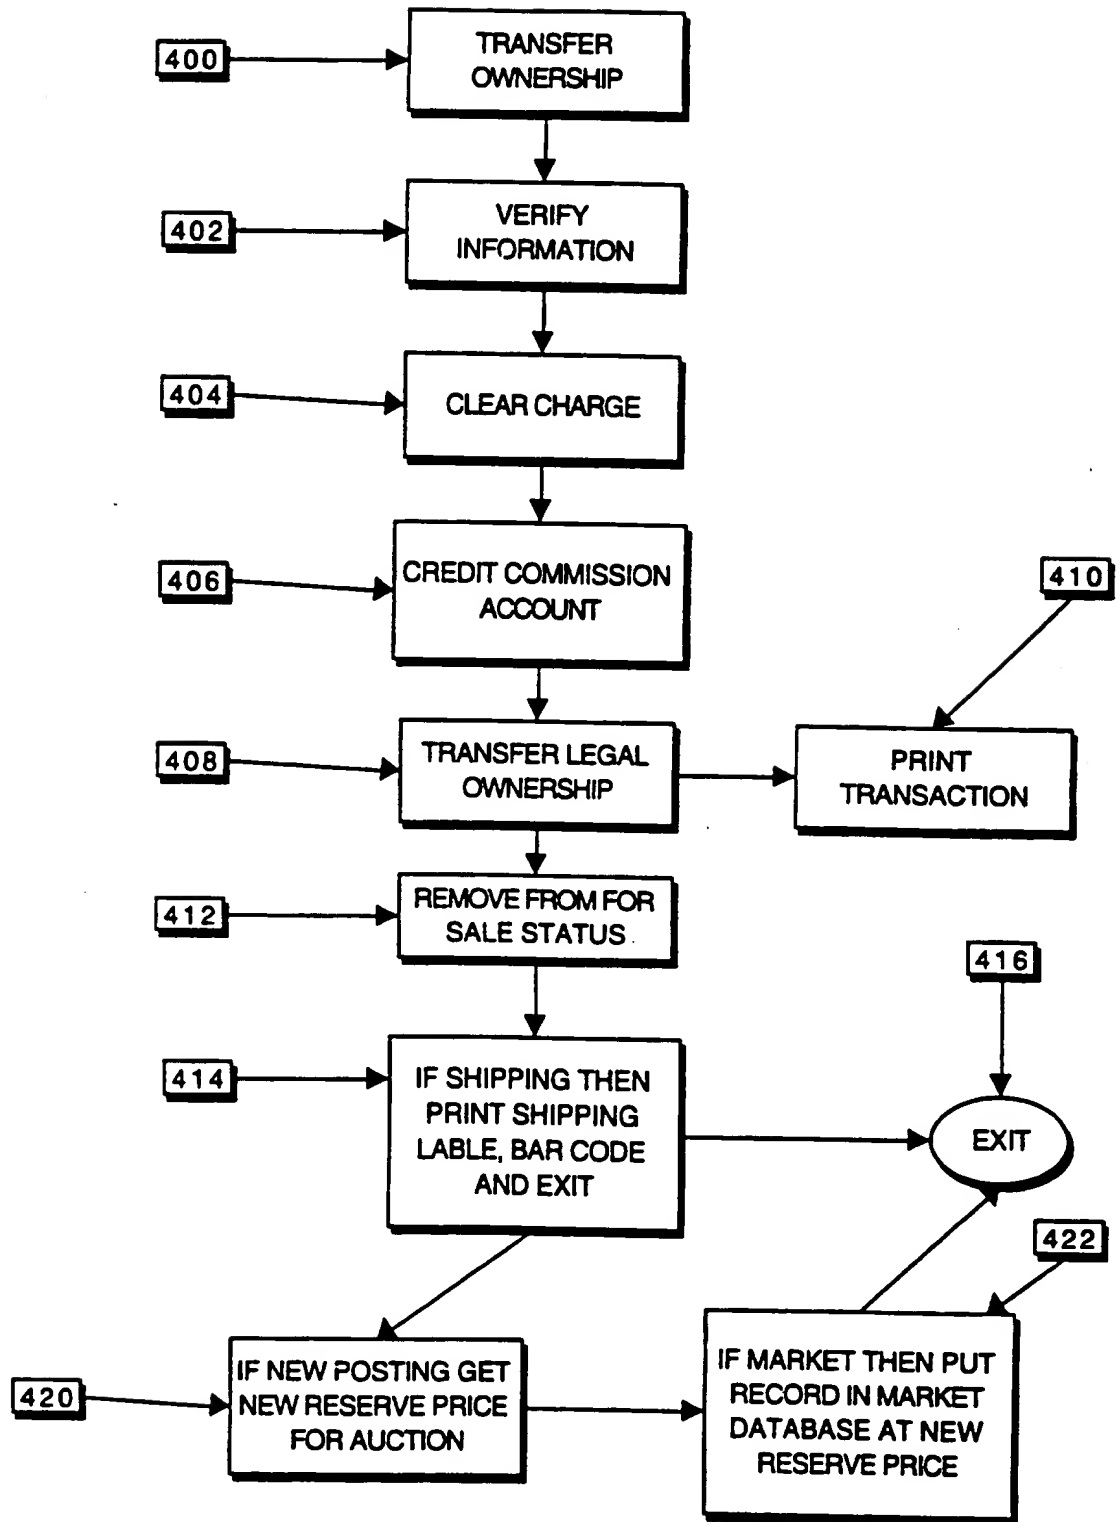 400
TRANSFER
OWNERSHIP
402
VERIFY
INFORMATION
404
CLEAR CHARGE
406
CREDIT COMMISSION
ACCOUNT
410
408
TRANSFER LEGAL
OWNERSHIP
PRINT
TRANSACTION
412
REMOVE FROM FOR
SALE STATUS
416
414
IF SHIPPING THEN
PRINT SHIPPING
LABLE, BAR CODE
AND EXIT
EXIT
422
420
IF NEW POSTING GET
NEW RESERVE PRICE
FOR AUCTION
IF MARKET THEN PUT
RECORD IN MARKET
DATABASE AT NEW
RESERVE PRICE